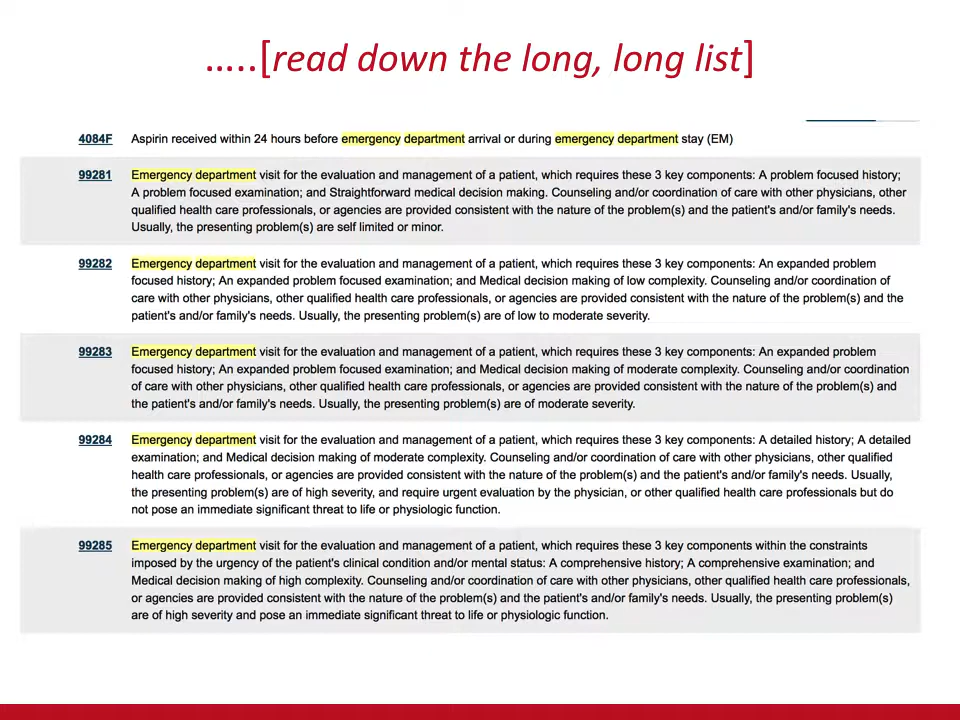 …..[read down the long, long list]
4084F Aspirin received within 24 hours before emergency department arrival or during emergency department stay (EM)
99281 Emergency department visit for the evaluation and management of a patient, which requires these 3 key components: A problem focused history;
A problem focused examination; and Straightforward medical decision making. Counseling and/or coordination of care with other physicians, other
qualified health care professionals, or agencies are provided consistent with the nature of the problem(s) and the patient's and/or family's needs.
Usually, the presenting problem(s) are self limited or minor.
99282 Emergency department visit for the evaluation and management of a patient, which requires these 3 key components: An expanded problem
focused history; An expanded problem focused examination; and Medical decision making of low complexity. Counseling and/or coordination of
care with other physicians, other qualified health care professionals, or agencies are provided consistent with the nature of the problem(s) and the
patient's and/or family's needs. Usually, the presenting problem(s) are of low to moderate severity.
99283 Emergency department visit for the evaluation and management of a patient, which requires these 3 key components: An expanded problem
focused history; An expanded problem focused examination; and Medical decision making of moderate complexity. Counseling and/or coordination
of care with other physicians, other qualified health care professionals, or agencies are provided consistent with the nature of the problem(s) and
the patient's and/or family's needs. Usually, the presenting problem(s) are of moderate severity.
99284 Emergency department visit for the evaluation and management of a patient, which requires these 3 key components: A detailed history; A detailed
examination; and Medical decision making of moderate complexity. Counseling and/or coordination of care with other physicians, other qualified
health care professionals, or agencies are provided consistent with the nature of the problem(s) and the patient's and/or family's needs. Usually,
the presenting problem(s) are of high severity, and require urgent evaluation by the physician, or other qualified health care professionals but do
not pose an immediate significant threat to life or physiologic function.
99285 Emergency department visit for the evaluation and management of a patient, which requires these 3 key components within the constraints
imposed by the urgency of the patient's clinical condition and/or mental status: A comprehensive history; A comprehensive examination; and
Medical decision making of high complexity. Counseling and/or coordination of care with other physicians, other qualified health care professionals,
or agencies are provided consistent with the nature of the problem(s) and the patient's and/or family's needs. Usually, the presenting problem(s)
are of high severity and pose an immediate significant threat to life or physiologic function.